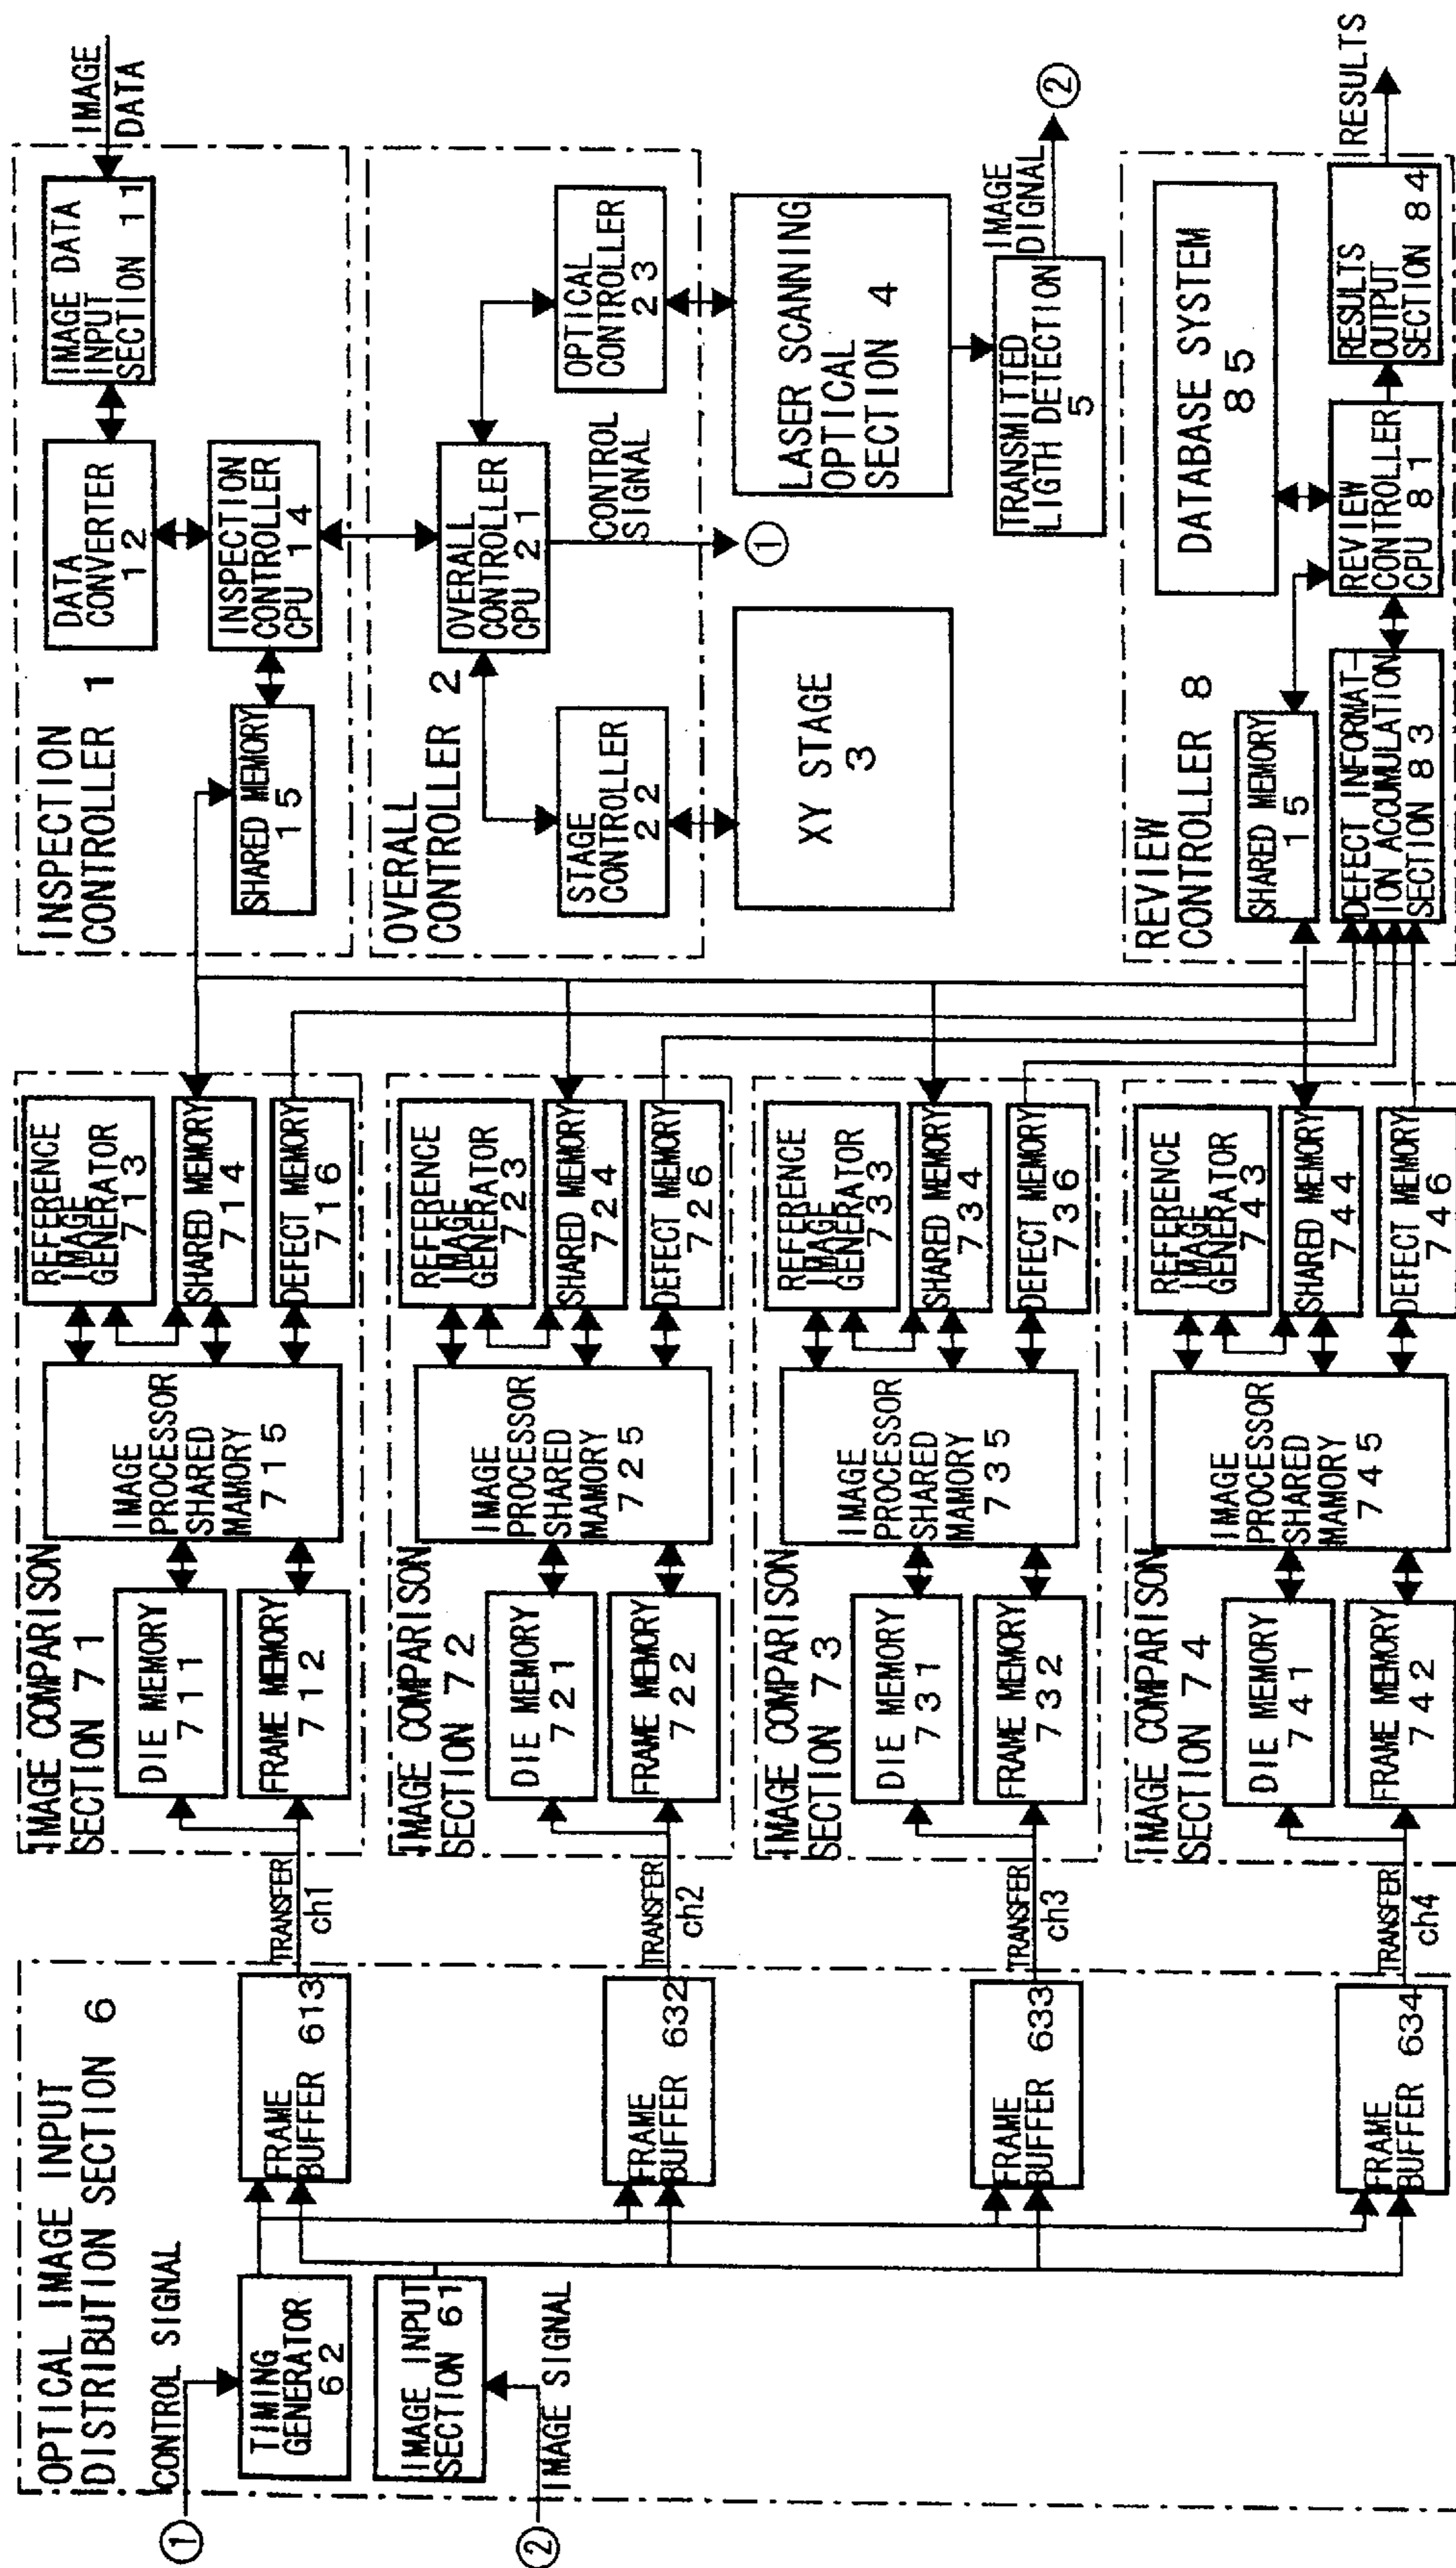 OPTICAL IMAGE INPUT
DISTRIBUTION SECTION 6
①
CONTROL SIGNAL
TIMING
GENERATOR
62
IMAGE INPUT
SECTION 61
②
IMAGE SIGNAL
FRAME
BUFFER 613
FRAME
BUFFER 632
FRAME
BUFFER 633
FRAME
BUFFER 634
TRANSFER
ch1
TRANSFER
ch2
TRANSFER
ch3
TRANSFER
ch4
IMAGE COMPARISON
SECTION 71
DIE MEMORY
711
FRAME MEMORY
712
IMAGE
PROCESSOR
SHARED
MAMORY
715
REFERENCE
IMAGE
GENERATOR
713
SHARED MEMORY
714
DEFECT MEMORY
716
IMAGE COMPARISON
SECTION 72
DIE MEMORY
721
FRAME MEMORY
722
IMAGE
PROCESSOR
SHARED
MAMORY
725
REFERENCE
IMAGE
GENERATOR
723
SHARED MEMORY
724
DEFECT MEMORY
726
IMAGE COMPARISON
SECTION 73
DIE MEMORY
731
FRAME MEMORY
732
IMAGE
PROCESSOR
SHARED
MAMORY
735
REFERENCE
IMAGE
GENERATOR
733
SHARED MEMORY
734
DEFECT MEMORY
736
IMAGE COMPARISON
SECTION 74
DIE MEMORY
741
FRAME MEMORY
742
IMAGE
PROCESSOR
SHARED
MAMORY
745
REFERENCE
IMAGE
GENERATOR
743
SHARED MEMORY
744
DEFECT MEMORY
746
INSPECTION
CONTROLLER 1
SHARED MEMORY
15
DATA
CONVERTER
12
INSPECTION
CONTROLLER
CPU 14
IMAGE DATA
INPUT
SECTION 11
IMAGE
DATA
OVERALL
CONTROLLER 2
STAGE
CONTROLLER
22
OVERALL
CONTROLLER
CPU 21
OPTICAL
CONTROLLER
23
CONTROL
SIGNAL
①
XY STAGE
3
LASER SCANNING
OPTICAL
SECTION 4
TRANSMITTED
LIGTH DETECTION
5
IMAGE
DIGNAL
②
REVIEW
CONTROLLER 8
SHARED MEMORY
15
DEFECT INFORMAT-
ION ACCUMULATION
SECTION 83
DATABASE SYSTEM
85
REVIEW
CONTROLLER
CPU 81
RESULTS
OUTPUT
SECTION 84
RESULTS